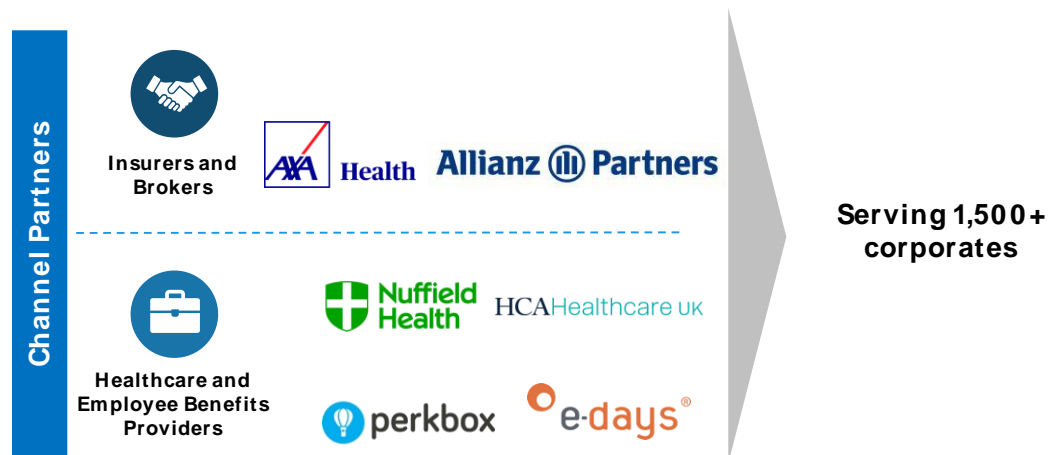 Channel Partners
Insurers and
Brokers
AXA Health
Allianz Partners
Serving 1,500+
corporates
Healthcare and
Employee Benefits
Providers
Nuffield
Health
HCAHealthcare UK
perkbox
e-days®